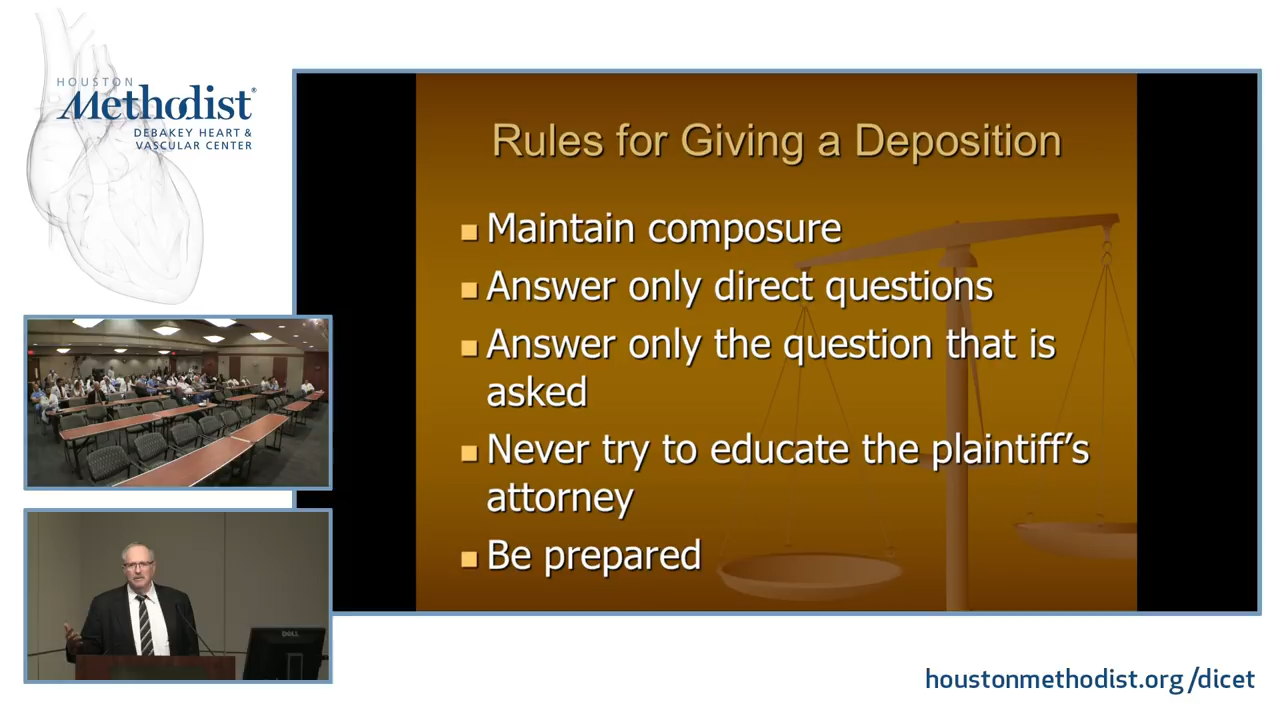 HOUSTON
Methodist®
DEBAKEY HEART &
VASCULAR CENTER
Rules for Giving a Deposition
Maintain composure
Answer only direct questions
Answer only the question that is
asked
Never try to educate the plaintiff's
attorney
Be prepared
DELL
houstonmethodist.org/dicet